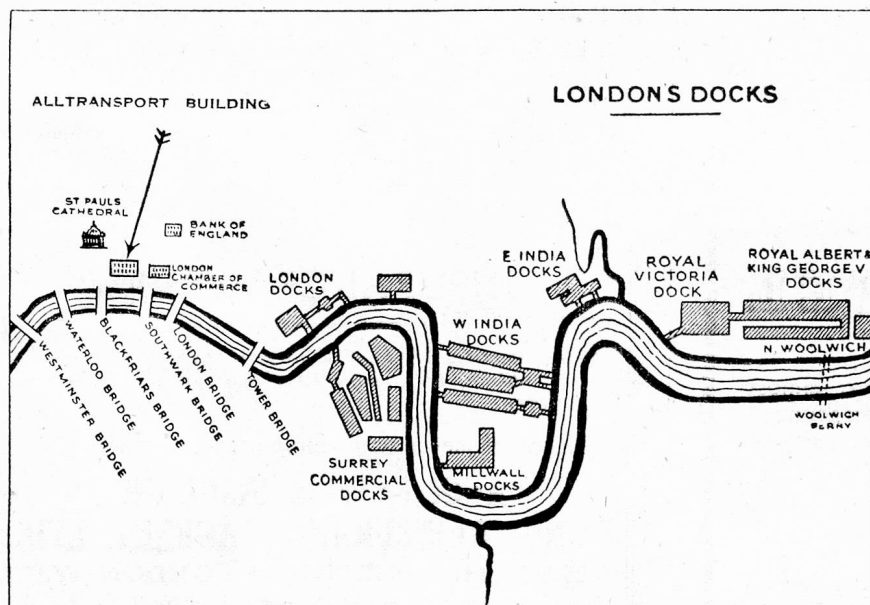 LONDON'S DOCKS
ALLTRANSPORT BUILDING
ST PAULS
CATHEDRAL
BANK OF
ENGLAND
LONDON
CHAMBER OF
COMMERCE
LONDON
DOCKS
E INDIA
DOCKS
ROYAL
VICTORIA
DOCK
ROYAL ALBERT &
KING GEORGE V
DOCKS
W INDIA
DOCKS
N. WOOLWICH
WOOLWICH
FERRY
WESTMINSTER BRIDGE
WATERLOO BRIDGE
BLACKFRIARS BRIDGE
SOUTHWARK BRIDGE
LONDON BRIDGE
TOWER BRIDGE
SURREY
COMMERCIAL
DOCKS
MILLWALL
DOCKS